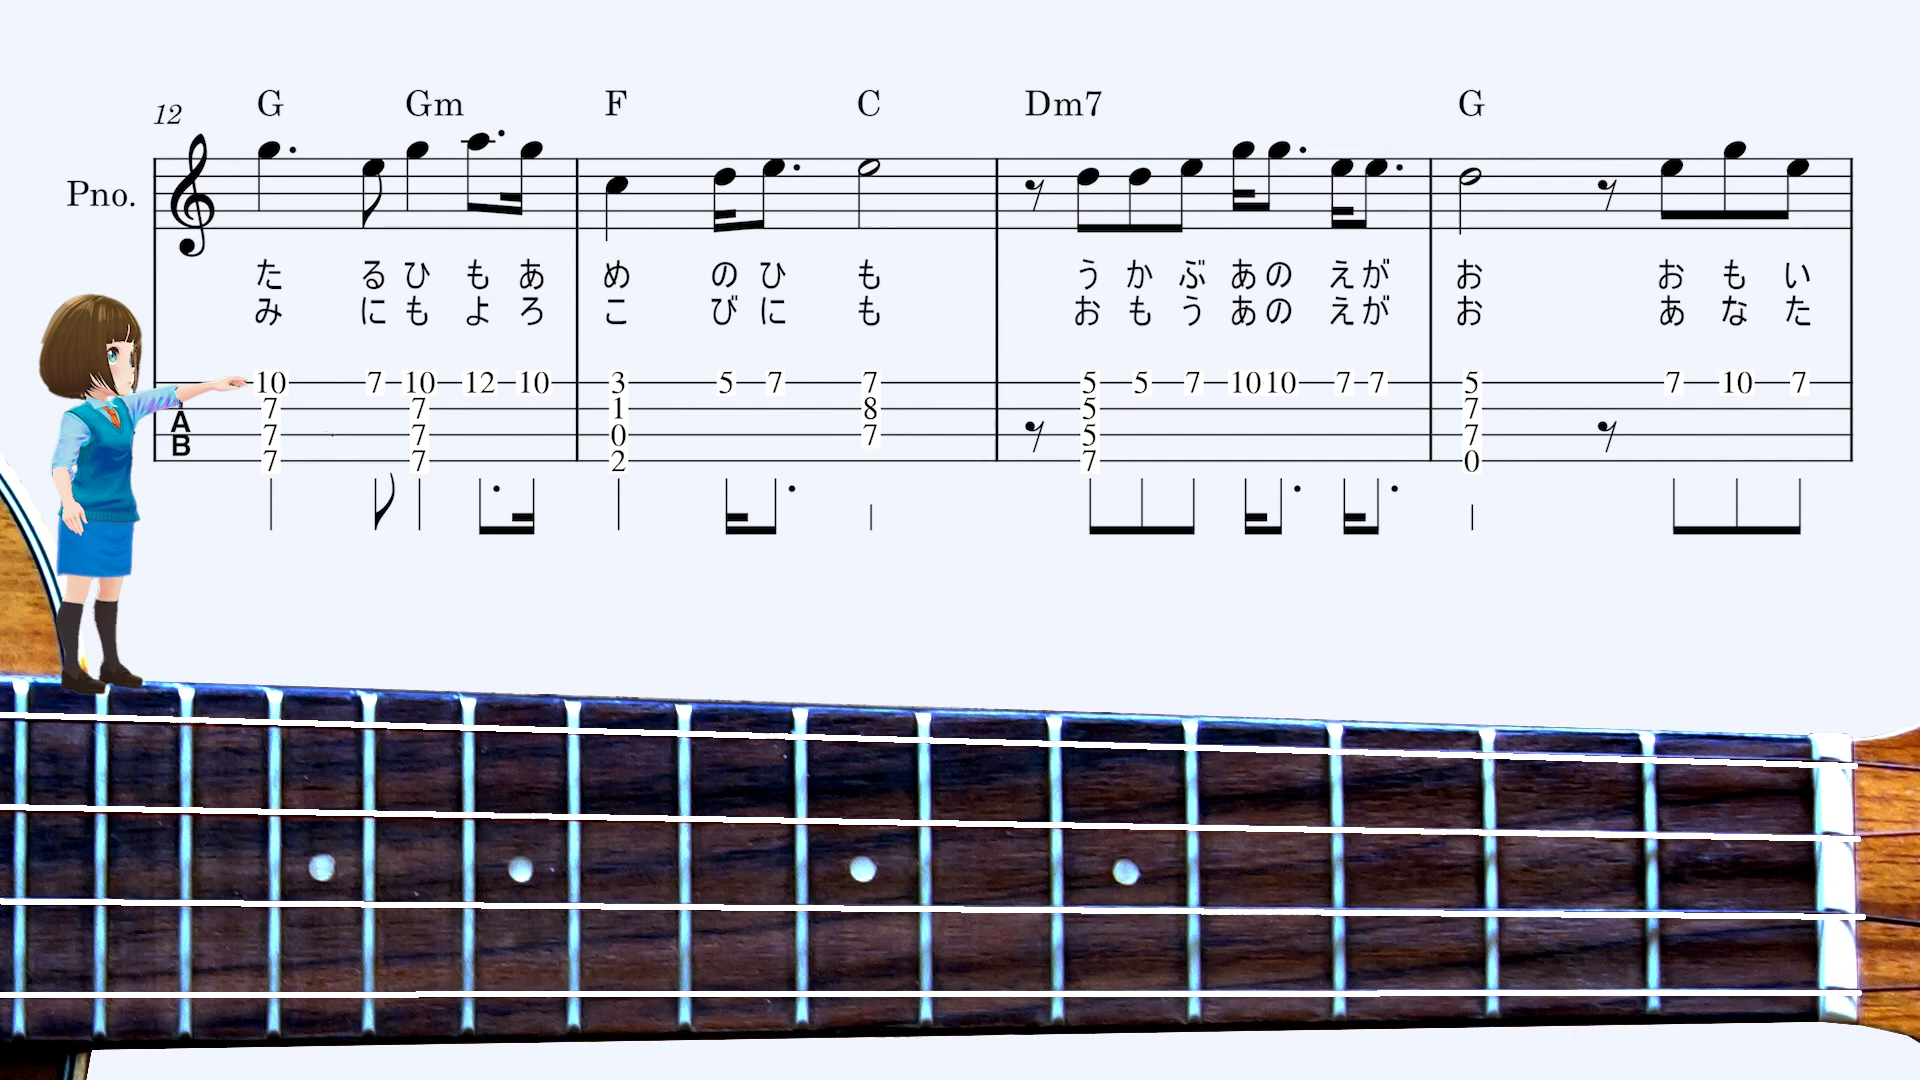 12 G Gm F C Dm7 G
Pno.
た るひ もあ め のひ も うかぶあの えが お おもい
み にも よろ こ びに も おもうあの えが お あなた
10 7 10 12 10 3 5 7 7 5 5 7 10 10 7 7 5 7 10 7
7 7 1 8 5 7
A 7 7 0 7 5 7
B 7 7 2 7 0